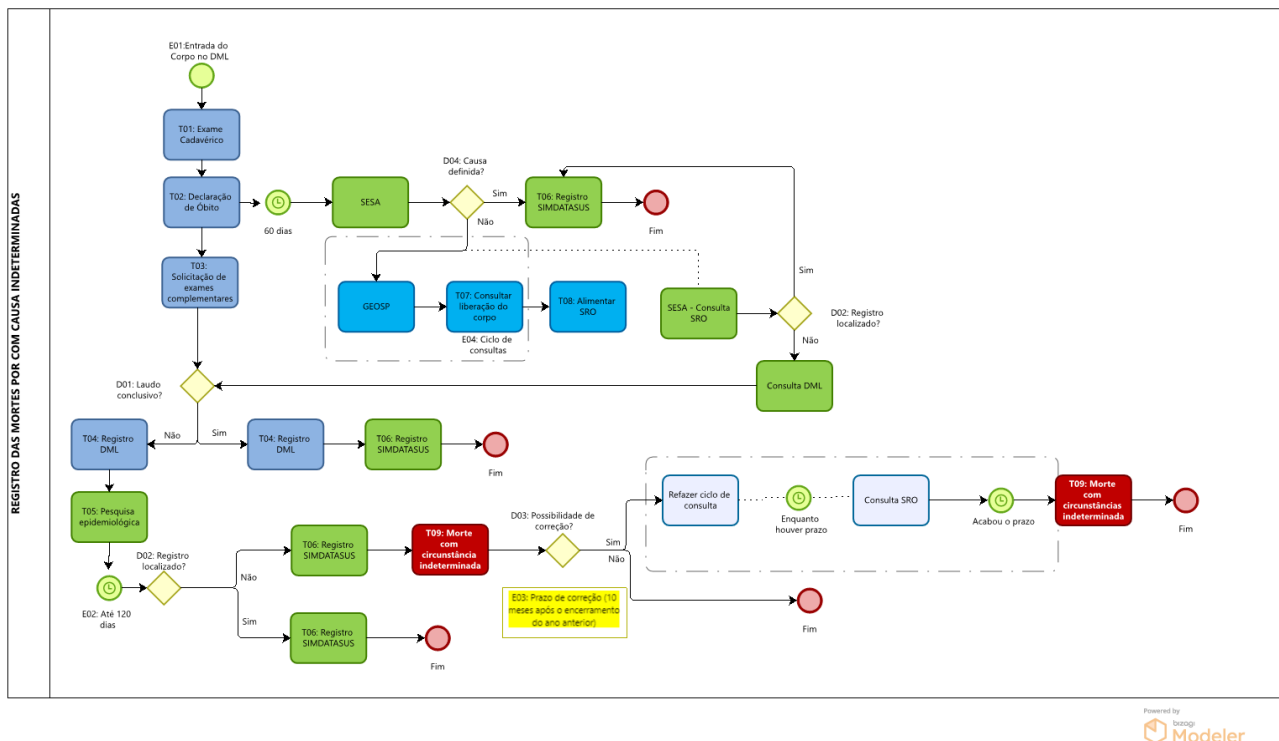 REGISTRO DAS MORTES POR COM CAUSA INDETERMINADAS
E01:Entrada do
Corpo no DML
T01: Exame
Cadavérico
T02: Declaração
de Óbito
60 dias
SESA
D04: Causa
definida?
Sim
Não
T06: Registro
SIMDATASUS
Fim
T03:
Solicitação de
exames
complementares
GEOSP
T07: Consultar
liberação do
corpo
T08: Alimentar
SRO
E04: Ciclo de
consultas
SESA - Consulta
SRO
Sim
D02: Registro
localizado?
Não
Consulta DML
D01: Laudo
conclusivo?
Não
Sim
T04: Registro
DML
T04: Registro
DML
T06: Registro
SIMDATASUS
Fim
T05: Pesquisa
epidemiológica
E02: Até 120
dias
D02: Registro
localizado?
Não
Sim
T06: Registro
SIMDATASUS
T09: Morte
com
circunstância
indeterminada
D03: Possibilidade de
correção?
Sim
Não
T06: Registro
SIMDATASUS
Fim
E03: Prazo de correção (10
meses após o encerramento
do ano anterior)
Fim
Refazer ciclo de
consulta
Enquanto
houver prazo
Consulta SRO
Acabou o prazo
T09: Morte
com
circunstâncias
indeterminada
Fim
Powered by
bizagi
Modeler